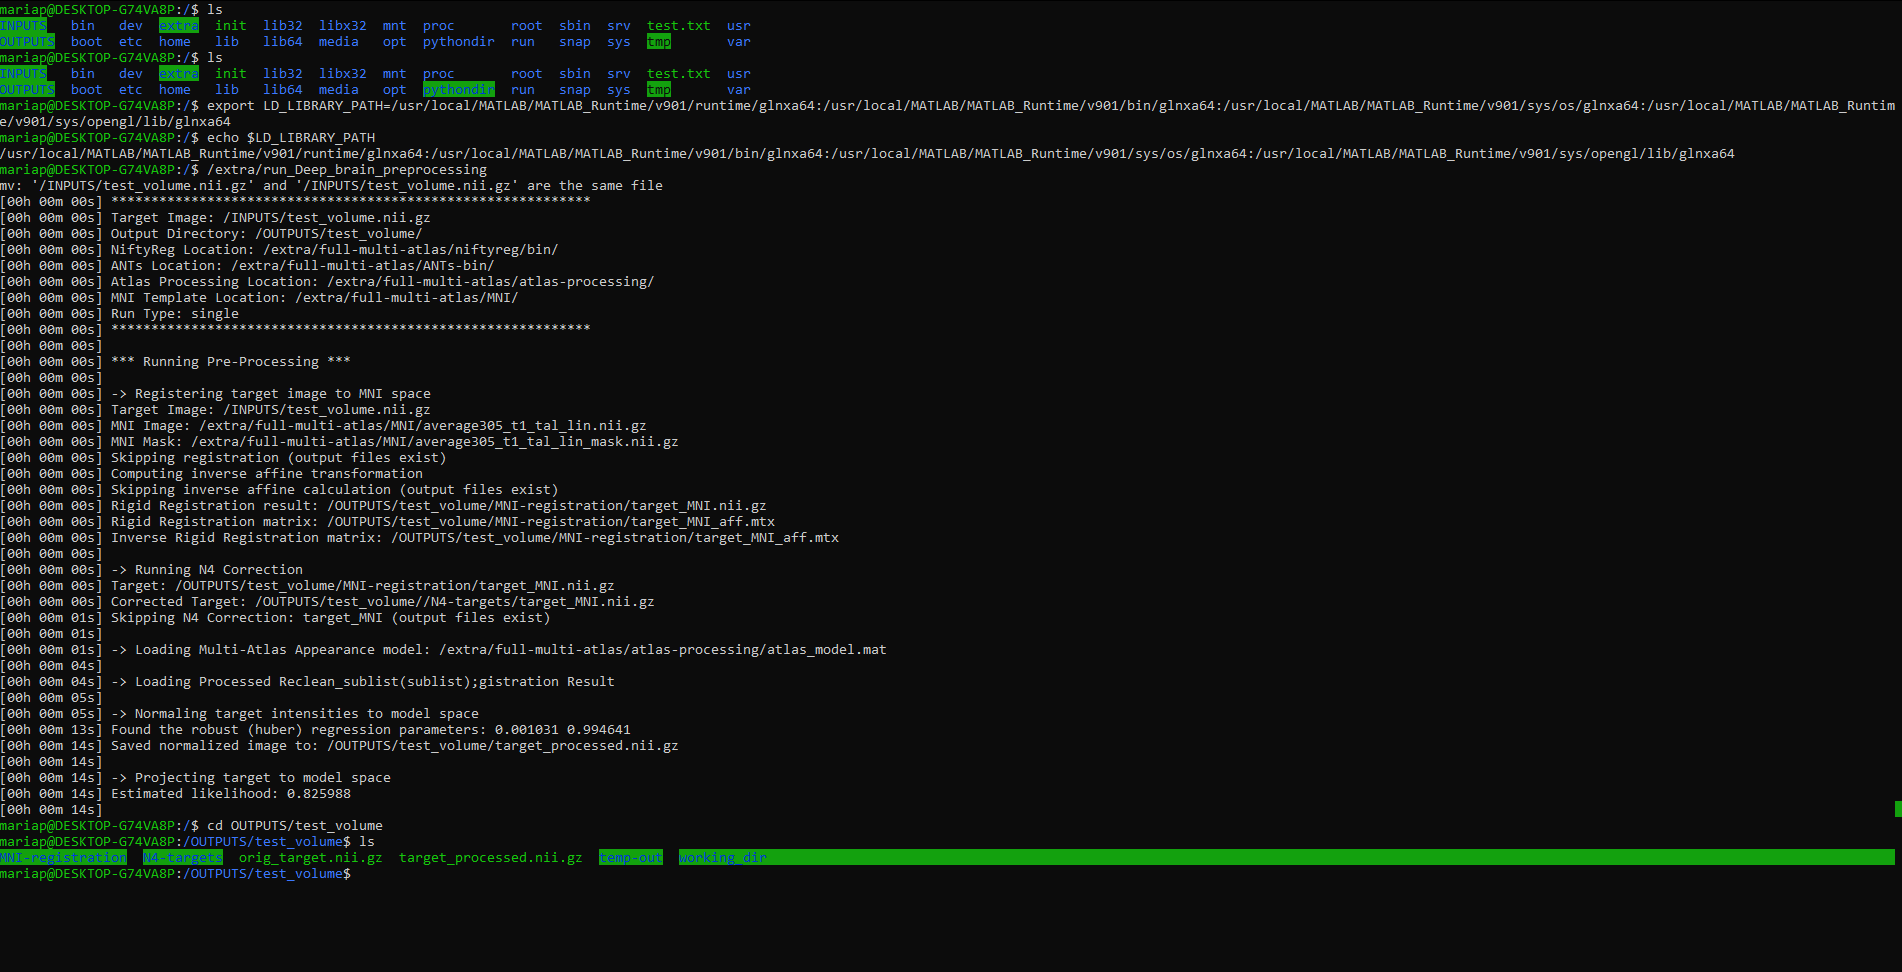 mariap@DESKTOP-G74VA8P:/$ ls
INPUTS   bin   dev  extra  init  lib32  libx32  mnt  proc       root  sbin  srv  test.txt  usr
OUTPUTS  boot  etc  home   lib   lib64  media   opt  pythondir  run   snap  sys  tmp       var
mariap@DESKTOP-G74VA8P:/$ ls
INPUTS   bin   dev  extra  init  lib32  libx32  mnt  proc       root  sbin  srv  test.txt  usr
OUTPUTS  boot  etc  home   lib   lib64  media   opt  pythondir  run   snap  sys  tmp       var
mariap@DESKTOP-G74VA8P:/$ export LD_LIBRARY_PATH=/usr/local/MATLAB/MATLAB_Runtime/v901/runtime/glnxa64:/usr/local/MATLAB/MATLAB_Runtime/v901/bin/glnxa64:/usr/local/MATLAB/MATLAB_Runtime/v901/sys/os/glnxa64:/usr/local/MATLAB/MATLAB_Runtim
e/v901/sys/opengl/lib/glnxa64
mariap@DESKTOP-G74VA8P:/$ echo $LD_LIBRARY_PATH
/usr/local/MATLAB/MATLAB_Runtime/v901/runtime/glnxa64:/usr/local/MATLAB/MATLAB_Runtime/v901/bin/glnxa64:/usr/local/MATLAB/MATLAB_Runtime/v901/sys/os/glnxa64:/usr/local/MATLAB/MATLAB_Runtime/v901/sys/opengl/lib/glnxa64
mariap@DESKTOP-G74VA8P:/$ /extra/run_Deep_brain_preprocessing
mv: '/INPUTS/test_volume.nii.gz' and '/INPUTS/test_volume.nii.gz' are the same file
[00h 00m 00s] ************************************************************
[00h 00m 00s] Target Image: /INPUTS/test_volume.nii.gz
[00h 00m 00s] Output Directory: /OUTPUTS/test_volume/
[00h 00m 00s] NiftyReg Location: /extra/full-multi-atlas/niftyreg/bin/
[00h 00m 00s] ANTs Location: /extra/full-multi-atlas/ANTs-bin/
[00h 00m 00s] Atlas Processing Location: /extra/full-multi-atlas/atlas-processing/
[00h 00m 00s] MNI Template Location: /extra/full-multi-atlas/MNI/
[00h 00m 00s] Run Type: single
[00h 00m 00s] ************************************************************
[00h 00m 00s]
[00h 00m 00s] *** Running Pre-Processing ***
[00h 00m 00s]
[00h 00m 00s] -> Registering target image to MNI space
[00h 00m 00s] Target Image: /INPUTS/test_volume.nii.gz
[00h 00m 00s] MNI Image: /extra/full-multi-atlas/MNI/average305_t1_tal_lin.nii.gz
[00h 00m 00s] MNI Mask: /extra/full-multi-atlas/MNI/average305_t1_tal_lin_mask.nii.gz
[00h 00m 00s] Skipping registration (output files exist)
[00h 00m 00s] Computing inverse affine transformation
[00h 00m 00s] Skipping inverse affine calculation (output files exist)
[00h 00m 00s] Rigid Registration result: /OUTPUTS/test_volume/MNI-registration/target_MNI.nii.gz
[00h 00m 00s] Rigid Registration matrix: /OUTPUTS/test_volume/MNI-registration/target_MNI_aff.mtx
[00h 00m 00s] Inverse Rigid Registration matrix: /OUTPUTS/test_volume/MNI-registration/target_MNI_aff.mtx
[00h 00m 00s]
[00h 00m 00s] -> Running N4 Correction
[00h 00m 00s] Target: /OUTPUTS/test_volume/MNI-registration/target_MNI.nii.gz
[00h 00m 00s] Corrected Target: /OUTPUTS/test_volume//N4-targets/target_MNI.nii.gz
[00h 00m 01s] Skipping N4 Correction: target_MNI (output files exist)
[00h 00m 01s]
[00h 00m 01s] -> Loading Multi-Atlas Appearance model: /extra/full-multi-atlas/atlas-processing/atlas_model.mat
[00h 00m 04s]
[00h 00m 04s] -> Loading Processed Reclean_sublist(sublist);gistration Result
[00h 00m 05s]
[00h 00m 05s] -> Normaling target intensities to model space
[00h 00m 13s] Found the robust (huber) regression parameters: 0.001031 0.994641
[00h 00m 14s] Saved normalized image to: /OUTPUTS/test_volume/target_processed.nii.gz
[00h 00m 14s]
[00h 00m 14s] -> Projecting target to model space
[00h 00m 14s] Estimated likelihood: 0.825988
[00h 00m 14s]
mariap@DESKTOP-G74VA8P:/$ cd OUTPUTS/test_volume
mariap@DESKTOP-G74VA8P:/OUTPUTS/test_volume$ ls
MNI-registration  N4-targets  orig_target.nii.gz  target_processed.nii.gz  temp-out  working_dir
mariap@DESKTOP-G74VA8P:/OUTPUTS/test_volume$